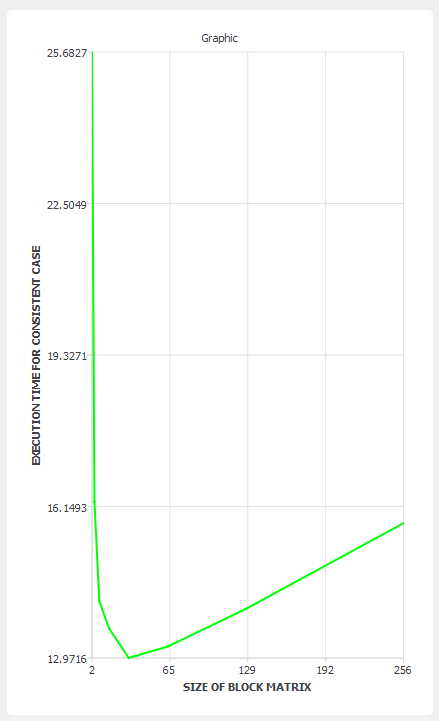 Graphic
25.6827
22.5049
19.3271
16.1493
12.9716
EXECUTION TIME FOR CONSISTENT CASE
2 65 129 192 256
SIZE OF BLOCK MATRIX